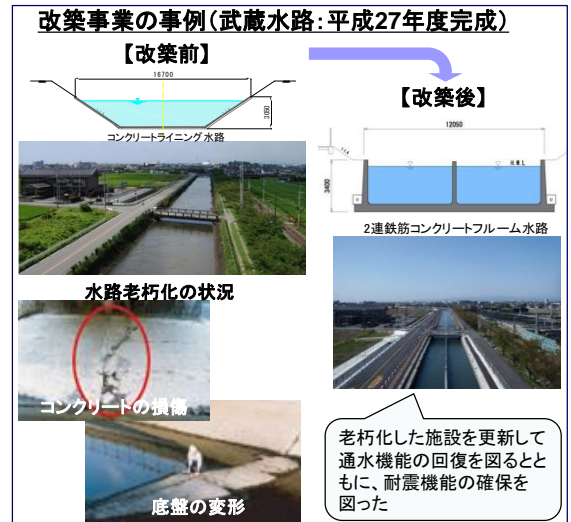 改築事業の事例(武蔵水路:平成27年度完成)
【改築前】
16700
3050
コンクリートライニング水路
水路老朽化の状況
コンクリートの損傷
底盤の変形
【改築後】
12050
H.W.L
3400
2連鉄筋コンクリートフルーム水路
老朽化した施設を更新して
通水機能の回復を図るとと
もに、耐震機能の確保を
図った